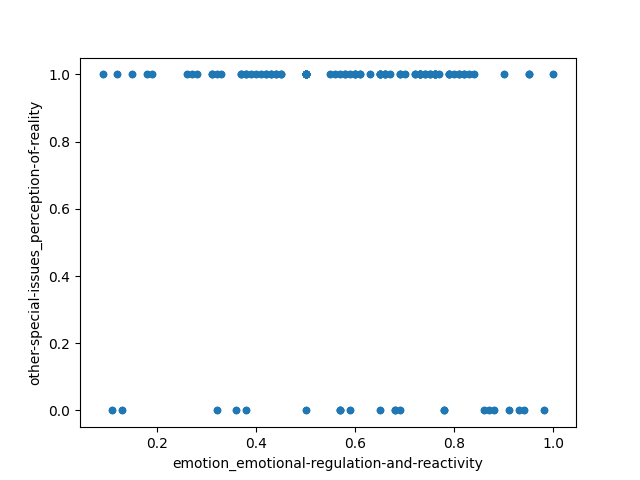 1.0
0.8
0.6
0.4
0.2
0.0
other-special-issues_perception-of-reality
0.2 0.4 0.6 0.8 1.0
emotion_emotional-regulation-and-reactivity